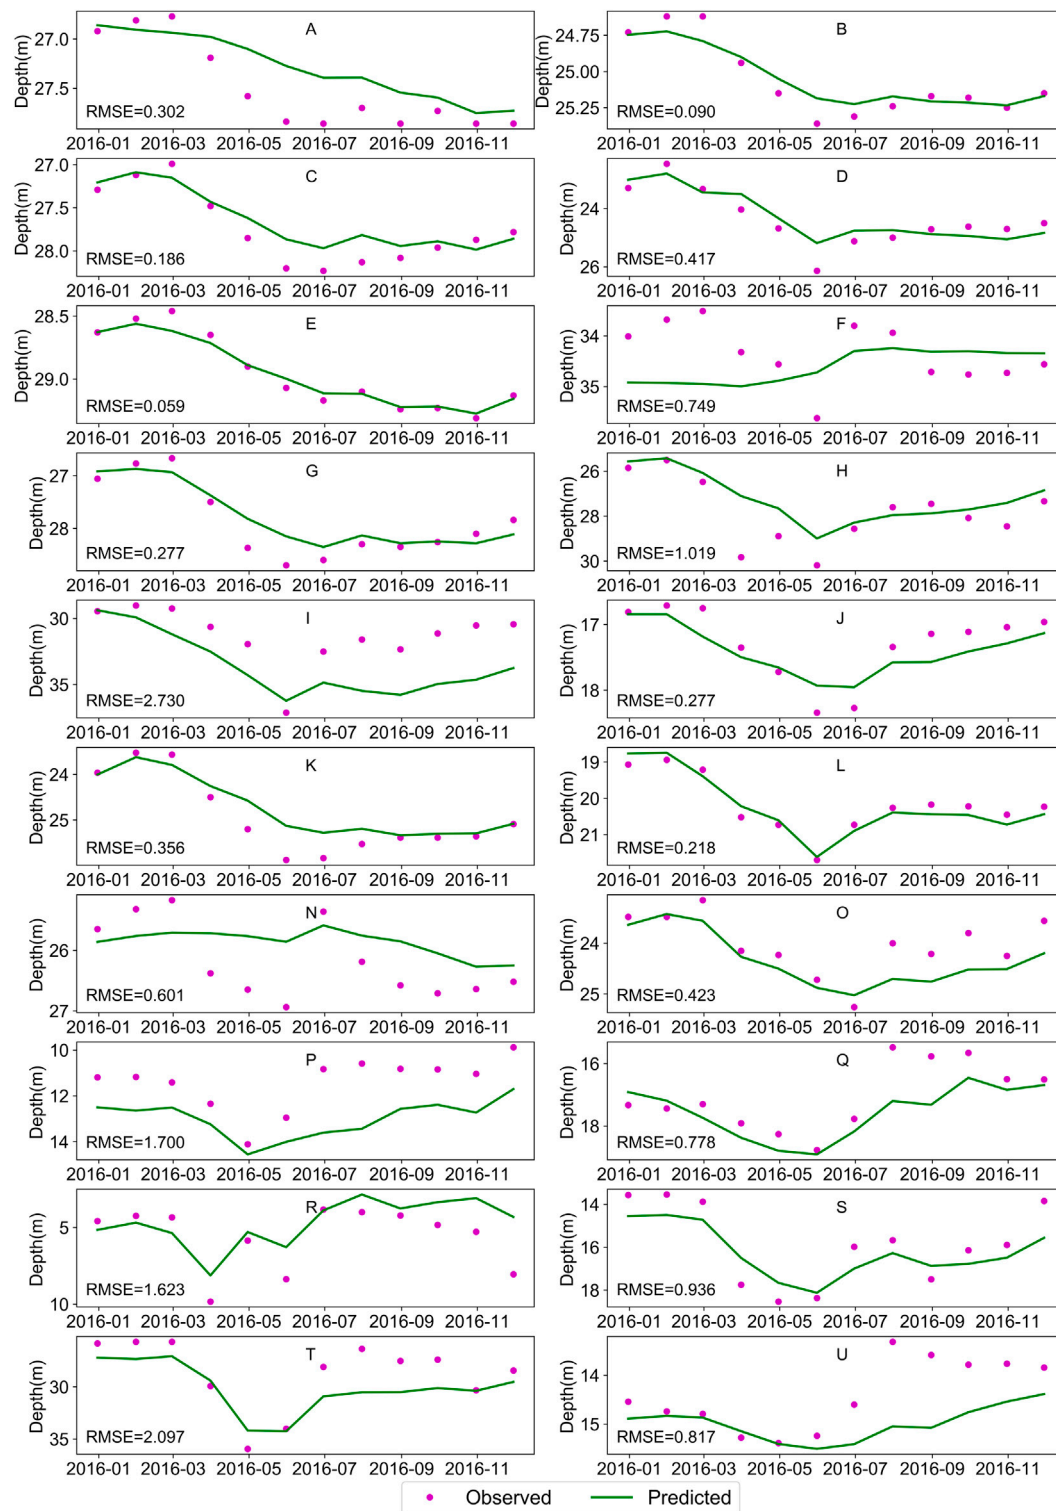 A
B
Depth(m)
27.0
27.5
RMSE=0.302
Depth(m)
24.75
25.00
25.25
RMSE=0.090
2016-01 2016-03 2016-05 2016-07 2016-09 2016-11
2016-01 2016-03 2016-05 2016-07 2016-09 2016-11
C
D
Depth(m)
27.0
27.5
28.0
RMSE=0.186
Depth(m)
24
26
RMSE=0.417
2016-01 2016-03 2016-05 2016-07 2016-09 2016-11
2016-01 2016-03 2016-05 2016-07 2016-09 2016-11
E
F
Depth(m)
28.5
29.0
RMSE=0.059
Depth(m)
34
35
RMSE=0.749
2016-01 2016-03 2016-05 2016-07 2016-09 2016-11
2016-01 2016-03 2016-05 2016-07 2016-09 2016-11
G
H
Depth(m)
27
28
RMSE=0.277
Depth(m)
26
28
30
RMSE=1.019
2016-01 2016-03 2016-05 2016-07 2016-09 2016-11
2016-01 2016-03 2016-05 2016-07 2016-09 2016-11
I
J
Depth(m)
30
35
RMSE=2.730
Depth(m)
17
18
RMSE=0.277
2016-01 2016-03 2016-05 2016-07 2016-09 2016-11
2016-01 2016-03 2016-05 2016-07 2016-09 2016-11
K
L
Depth(m)
24
25
RMSE=0.356
Depth(m)
19
20
21
RMSE=0.218
2016-01 2016-03 2016-05 2016-07 2016-09 2016-11
2016-01 2016-03 2016-05 2016-07 2016-09 2016-11
N
O
Depth(m)
26
27
RMSE=0.601
Depth(m)
24
25
RMSE=0.423
2016-01 2016-03 2016-05 2016-07 2016-09 2016-11
2016-01 2016-03 2016-05 2016-07 2016-09 2016-11
P
Q
Depth(m)
10
12
14
RMSE=1.700
Depth(m)
16
18
RMSE=0.778
2016-01 2016-03 2016-05 2016-07 2016-09 2016-11
2016-01 2016-03 2016-05 2016-07 2016-09 2016-11
R
S
Depth(m)
5
10
RMSE=1.623
Depth(m)
14
16
18
RMSE=0.936
2016-01 2016-03 2016-05 2016-07 2016-09 2016-11
2016-01 2016-03 2016-05 2016-07 2016-09 2016-11
T
U
Depth(m)
30
35
RMSE=2.097
Depth(m)
14
15
RMSE=0.817
2016-01 2016-03 2016-05 2016-07 2016-09 2016-11
2016-01 2016-03 2016-05 2016-07 2016-09 2016-11
Observed Predicted